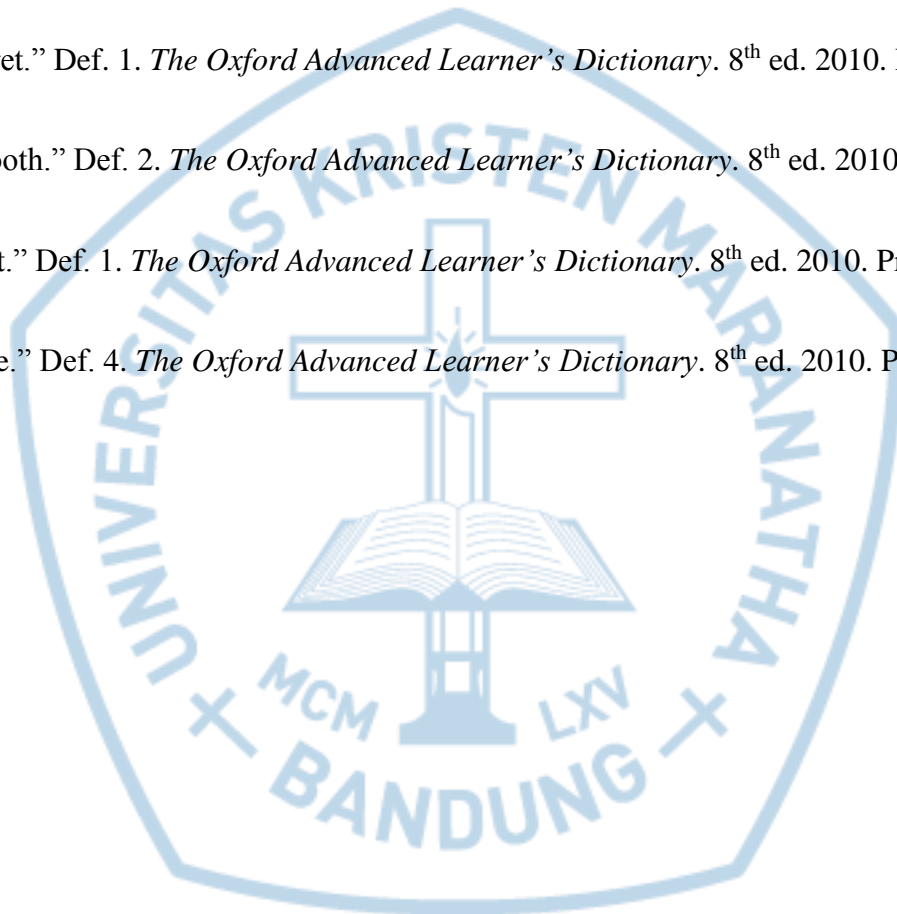 et.” Def. 1. The Oxford Advanced Learner’s Dictionary. 8th ed. 2010.
ooth.” Def. 2. The Oxford Advanced Learner’s Dictionary. 8th ed. 2010
t.” Def. 1. The Oxford Advanced Learner’s Dictionary. 8th ed. 2010. P
e.” Def. 4. The Oxford Advanced Learner’s Dictionary. 8th ed. 2010. P
UNIVERSITAS KRISTEN MARANATHA
MCM LXV
BANDUNG